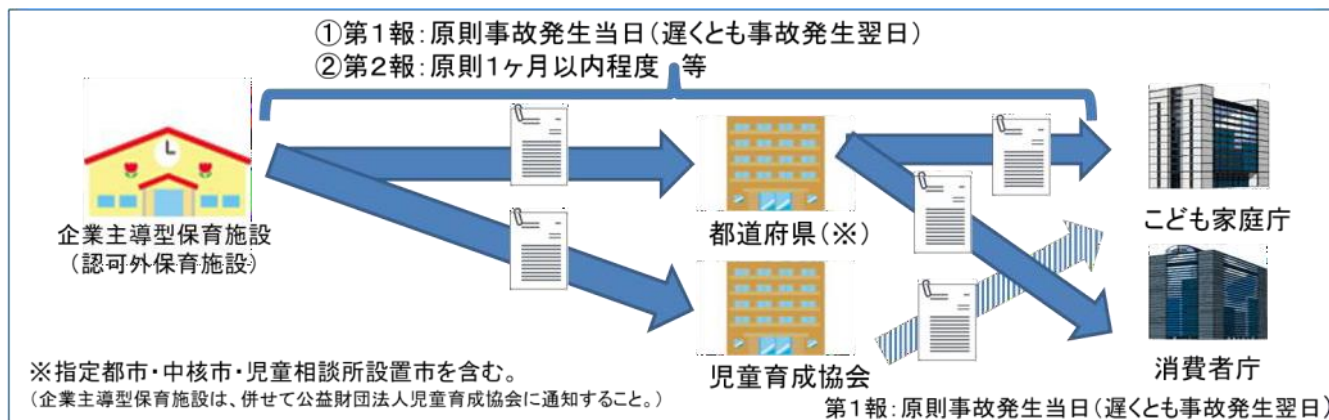 ①第1報:原則事故発生当日(遅くとも事故発生翌日)
②第2報:原則1ヶ月以内程度 等
企業主導型保育施設
(認可外保育施設)
都道府県(※)
こども家庭庁
児童育成協会
消費者庁
※指定都市・中核市・児童相談所設置市を含む。
(企業主導型保育施設は、併せて公益財団法人児童育成協会に通知すること。)
第1報:原則事故発生当日(遅くとも事故発生翌日)